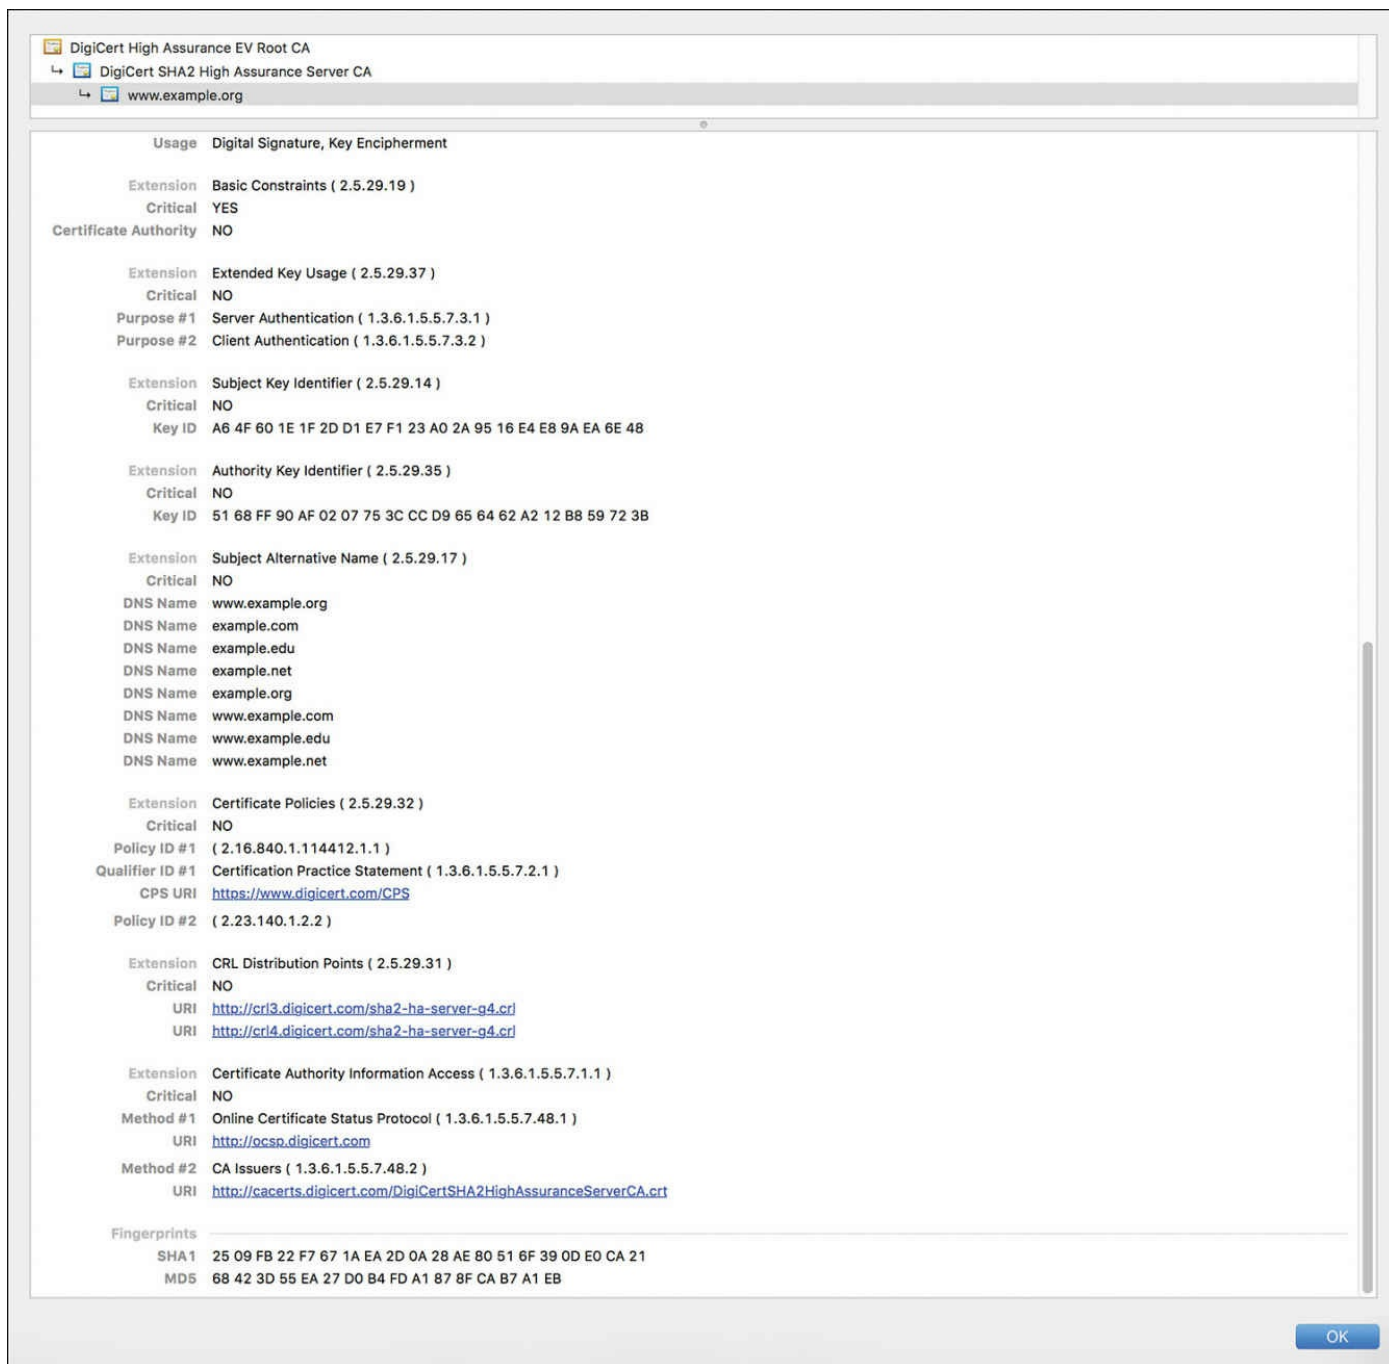 DigiCert High Assurance EV Root CA
↳ DigiCert SHA2 High Assurance Server CA
↳ www.example.org
Usage Digital Signature, Key Encipherment
Extension Basic Constraints ( 2.5.29.19 )
Critical YES
Certificate Authority NO
Extension Extended Key Usage ( 2.5.29.37 )
Critical NO
Purpose #1 Server Authentication ( 1.3.6.1.5.5.7.3.1 )
Purpose #2 Client Authentication ( 1.3.6.1.5.5.7.3.2 )
Extension Subject Key Identifier ( 2.5.29.14 )
Critical NO
Key ID A6 4F 60 1E 1F 2D D1 E7 F1 23 A0 2A 95 16 E4 E8 9A EA 6E 48
Extension Authority Key Identifier ( 2.5.29.35 )
Critical NO
Key ID 51 68 FF 90 AF 02 07 75 3C CC D9 65 64 62 A2 12 B8 59 72 3B
Extension Subject Alternative Name ( 2.5.29.17 )
Critical NO
DNS Name www.example.org
DNS Name example.com
DNS Name example.edu
DNS Name example.net
DNS Name example.org
DNS Name www.example.com
DNS Name www.example.edu
DNS Name www.example.net
Extension Certificate Policies ( 2.5.29.32 )
Critical NO
Policy ID #1 ( 2.16.840.1.114412.1.1 )
Qualifier ID #1 Certification Practice Statement ( 1.3.6.1.5.5.7.2.1 )
CPS URI https://www.digicert.com/CPS
Policy ID #2 ( 2.23.140.1.2.2 )
Extension CRL Distribution Points ( 2.5.29.31 )
Critical NO
URI http://crl3.digicert.com/sha2-ha-server-g4.crl
URI http://crl4.digicert.com/sha2-ha-server-g4.crl
Extension Certificate Authority Information Access ( 1.3.6.1.5.5.7.1.1 )
Critical NO
Method #1 Online Certificate Status Protocol ( 1.3.6.1.5.5.7.48.1 )
URI http://ocsp.digicert.com
Method #2 CA Issuers ( 1.3.6.1.5.5.7.48.2 )
URI http://cacerts.digicert.com/DigiCertSHA2HighAssuranceServerCA.crt
Fingerprints
SHA1 25 09 FB 22 F7 67 1A EA 2D 0A 28 AE 80 51 6F 39 0D E0 CA 21
MD5 68 42 3D 55 EA 27 D0 B4 FD A1 87 8F CA B7 A1 EB
OK